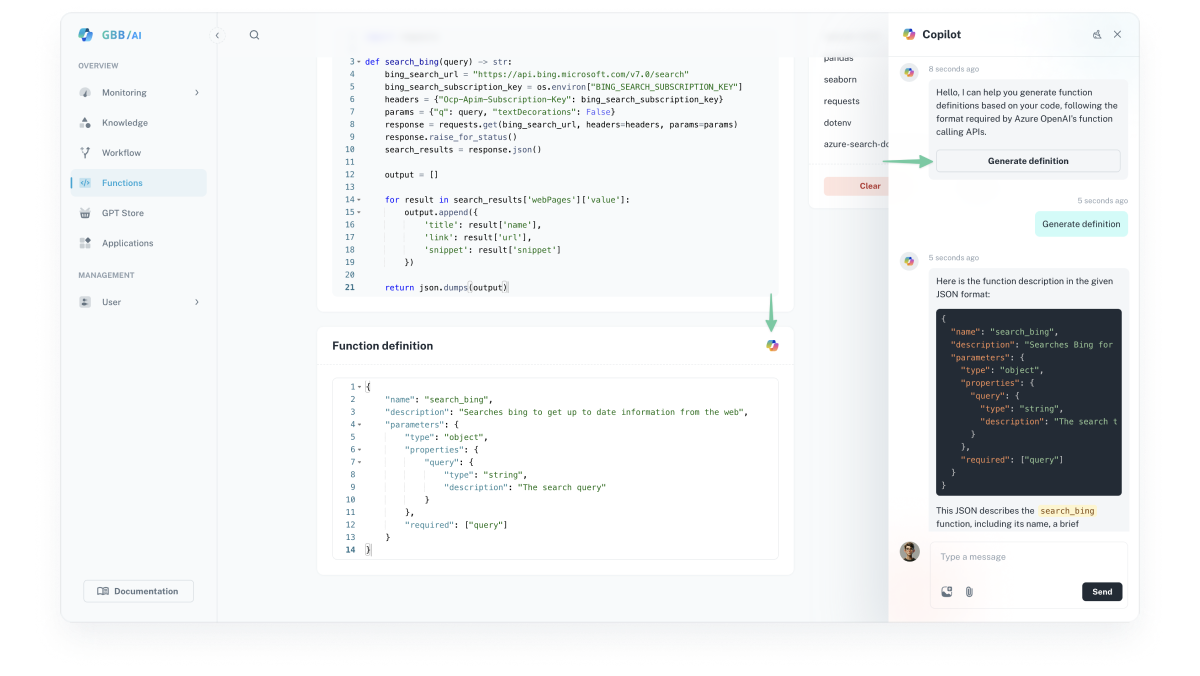 GBB/AI
OVERVIEW
Monitoring
Knowledge
Workflow
Functions
GPT Store
Applications
MANAGEMENT
User
Documentation
3 def search_bing(query) -> str:
4 bing_search_url = "https://api.bing.microsoft.com/v7.0/search"
5 bing_search_subscription_key = os.environ["BING_SEARCH_SUBSCRIPTION_KEY"]
6 headers = {"Ocp-Apim-Subscription-Key": bing_search_subscription_key}
7 params = {"q": query, "textDecorations": False}
8 response = requests.get(bing_search_url, headers=headers, params=params)
9 response.raise_for_status()
10 search_results = response.json()
11
12 output = []
13
14 for result in search_results['webPages']['value']:
15 output.append({
16 'title': result['name'],
17 'link': result['url'],
18 'snippet': result['snippet']
19 })
20
21 return json.dumps(output)
Function definition
1 {
2 "name": "search_bing",
3 "description": "Searches bing to get up to date information from the web",
4 "parameters": {
5 "type": "object",
6 "properties": {
7 "query": {
8 "type": "string",
9 "description": "The search query"
10 }
11 },
12 "required": ["query"]
13 }
14 }
pandas
seaborn
requests
dotenv
azure-search-do
Clear
Copilot
8 seconds ago
Hello, I can help you generate function
definitions based on your code, following the
format required by Azure OpenAI's function
calling APIs.
Generate definition
5 seconds ago
Generate definition
5 seconds ago
Here is the function description in the given
JSON format:
{
"name": "search_bing",
"description": "Searches Bing for
"parameters": {
"type": "object",
"properties": {
"query": {
"type": "string",
"description": "The search t
}
},
"required": ["query"]
}
}
This JSON describes the search_bing
function, including its name, a brief
Type a message
Send